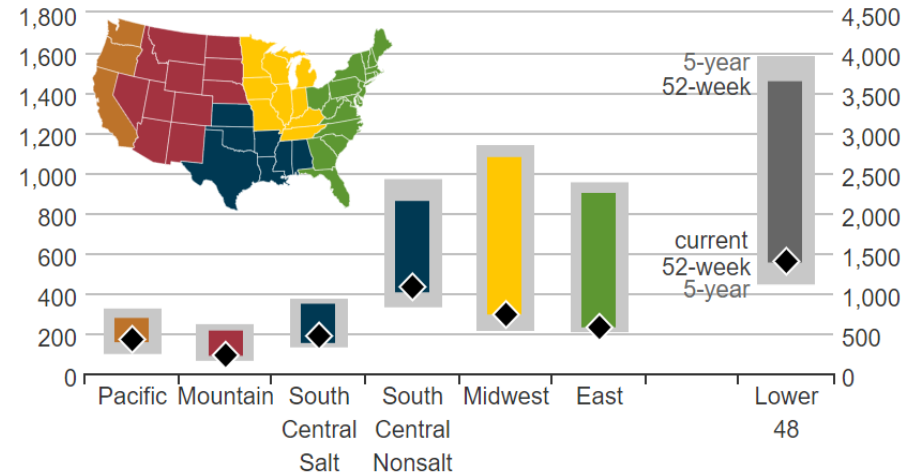 1,800
1,600
1,400
1,200
1,000
800
600
400
200
0
4,500
4,000
3,500
3,000
2,500
2,000
1,500
1,000
500
0
5-year
52-week
current
52-week
5-year
Pacific
Mountain
South
Central
Salt
South
Central
Nonsalt
Midwest
East
Lower
48